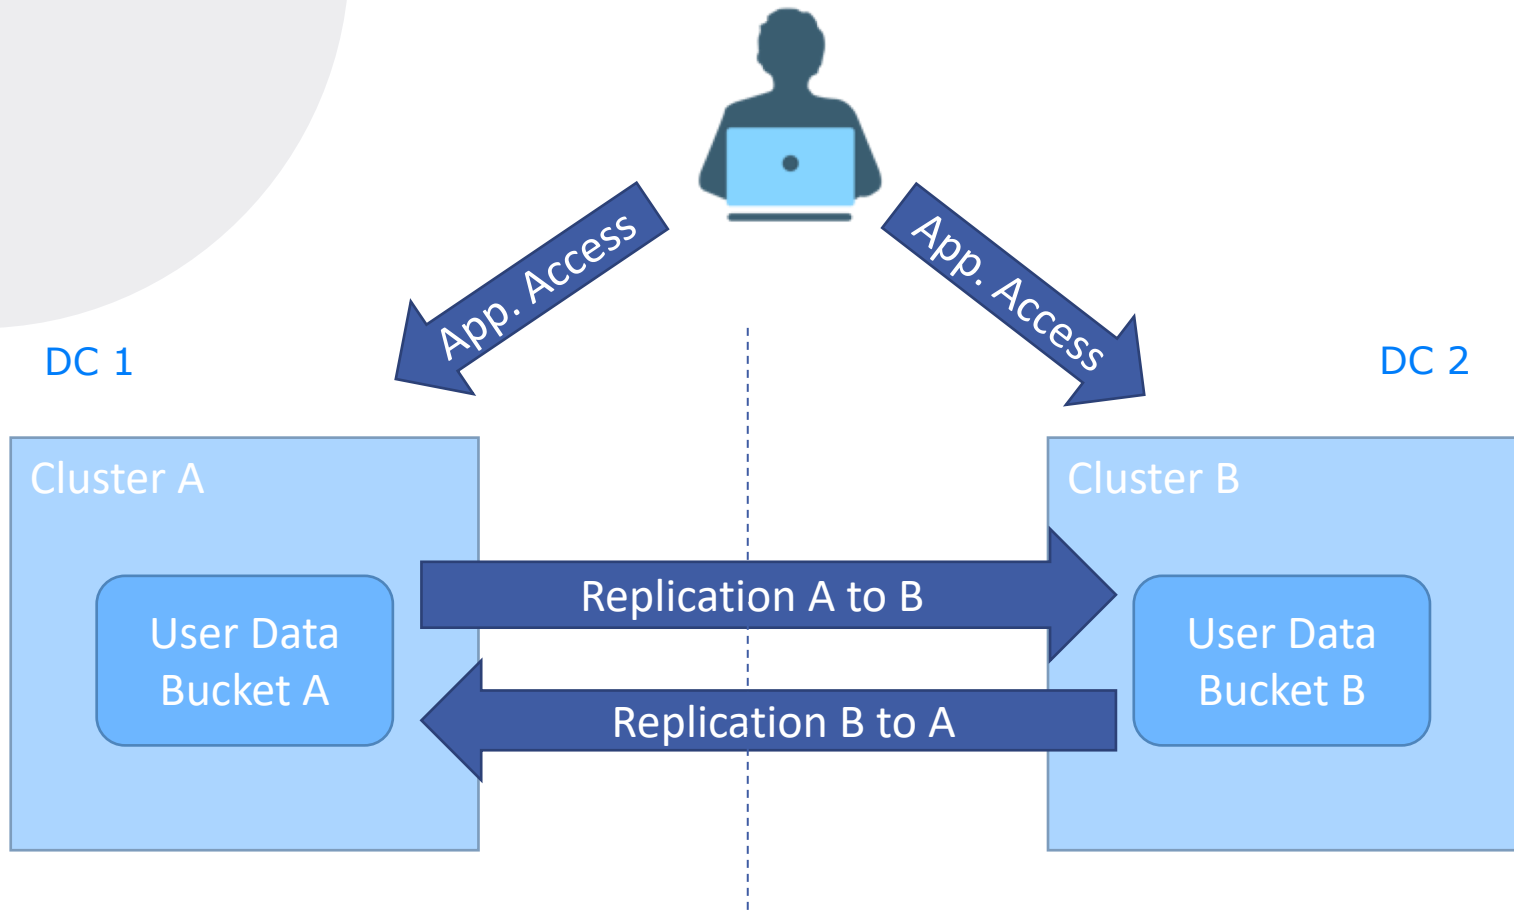 App. Access
App. Access
DC 1
DC 2
Cluster A
Cluster B
Replication A to B
User Data
Bucket A
User Data
Bucket B
Replication B to A